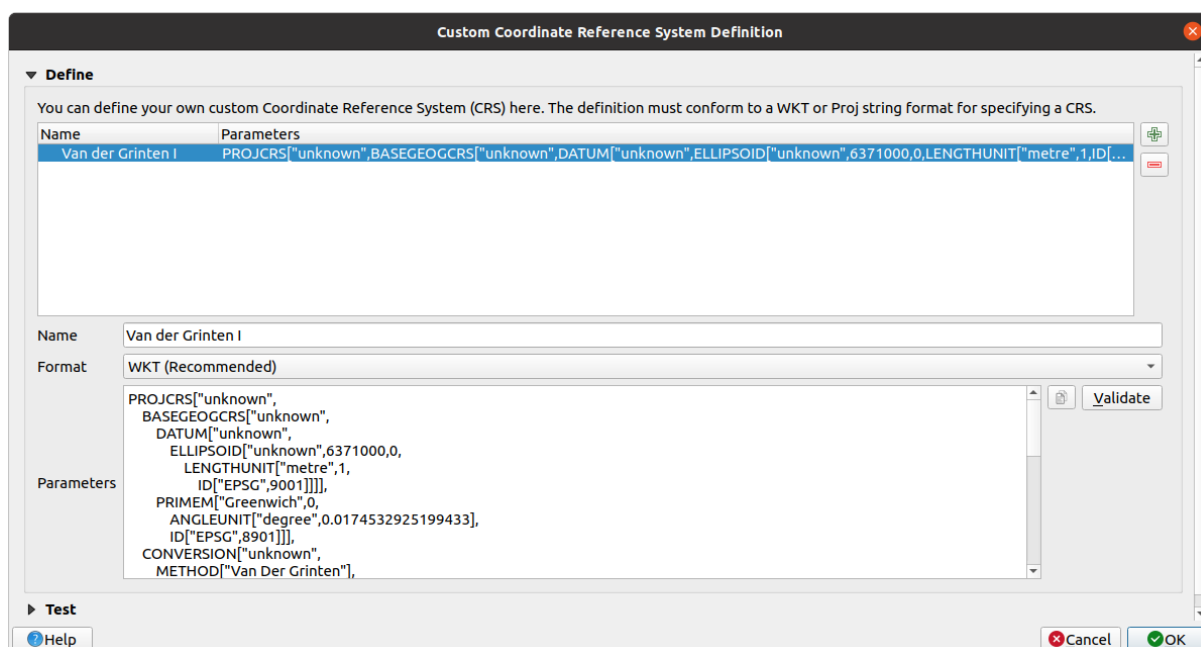 Custom Coordinate Reference System Definition
Define
You can define your own custom Coordinate Reference System (CRS) here. The definition must conform to a WKT or Proj string format for specifying a CRS.
Name Parameters
Van der Grinten I PROJCRS["unknown",BASEGEOGCRS["unknown",DATUM["unknown",ELLIPSOID["unknown",6371000,0,LENGTHUNIT["metre",1,ID[...
Name Van der Grinten I
Format WKT (Recommended)
PROJCRS["unknown",
Validate
BASEGEOGCRS["unknown",
DATUM["unknown",
ELLIPSOID["unknown",6371000,0,
LENGTHUNIT["metre",1,
ID["EPSG",9001]]]],
Parameters
PRIMEM["Greenwich",0,
ANGLEUNIT["degree",0.0174532925199433],
ID["EPSG",8901]]],
CONVERSION["unknown",
METHOD["Van Der Grinten"],
Test
Help
Cancel
OK